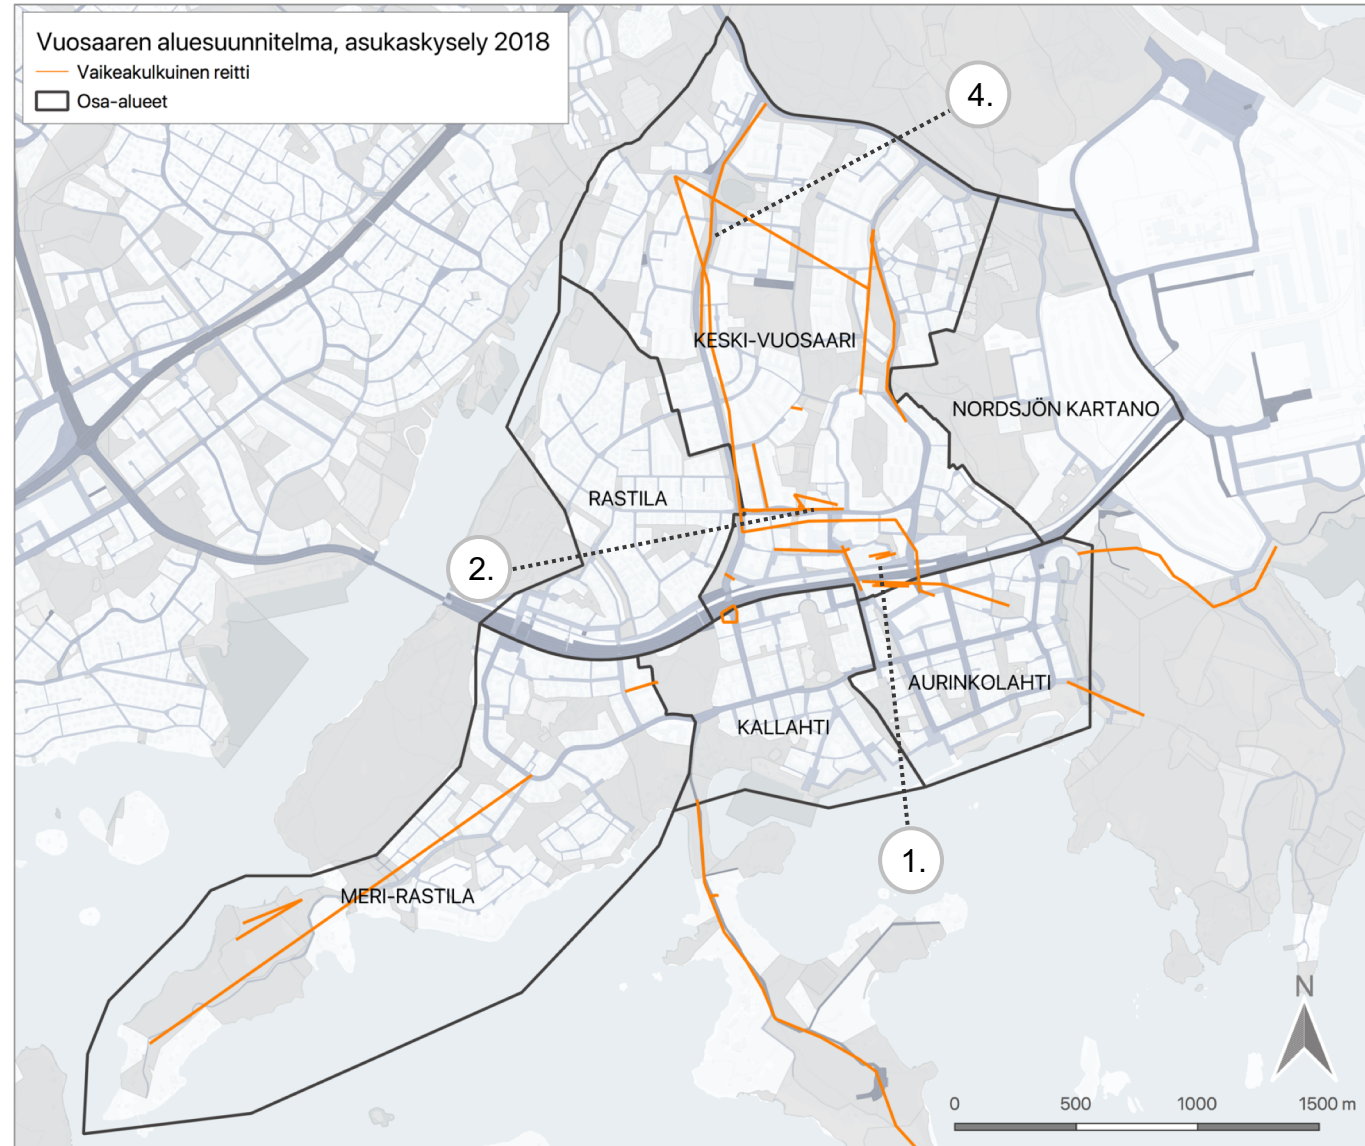 Vuosaaren aluesuunnitelma, asukaskysely 2018
Vaikeakulkuinen reitti
Osa-alueet
4.
KESKI-VUOSAARI
NORDSJÖN KARTANO
RASTILA
2.
AURINKOLAHTI
KALLAHTI
1.
MERI-RASTILA
N
0 500 1000 1500 m